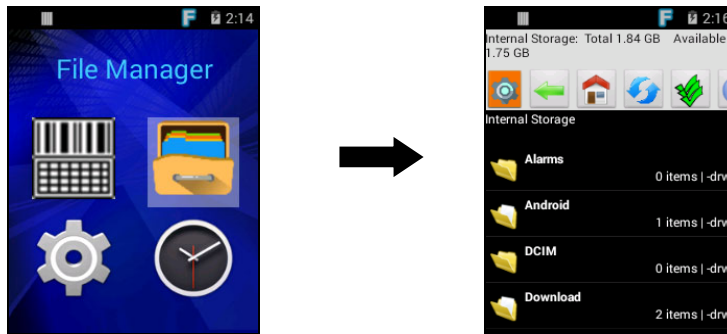 F 2:14
File Manager
F 2:16
Internal Storage: Total 1.84 GB Available
1.75 GB
Internal Storage
Alarms
0 items | -drw
Android
1 items | -drw
DCIM
0 items | -drw
Download
2 items | -drw